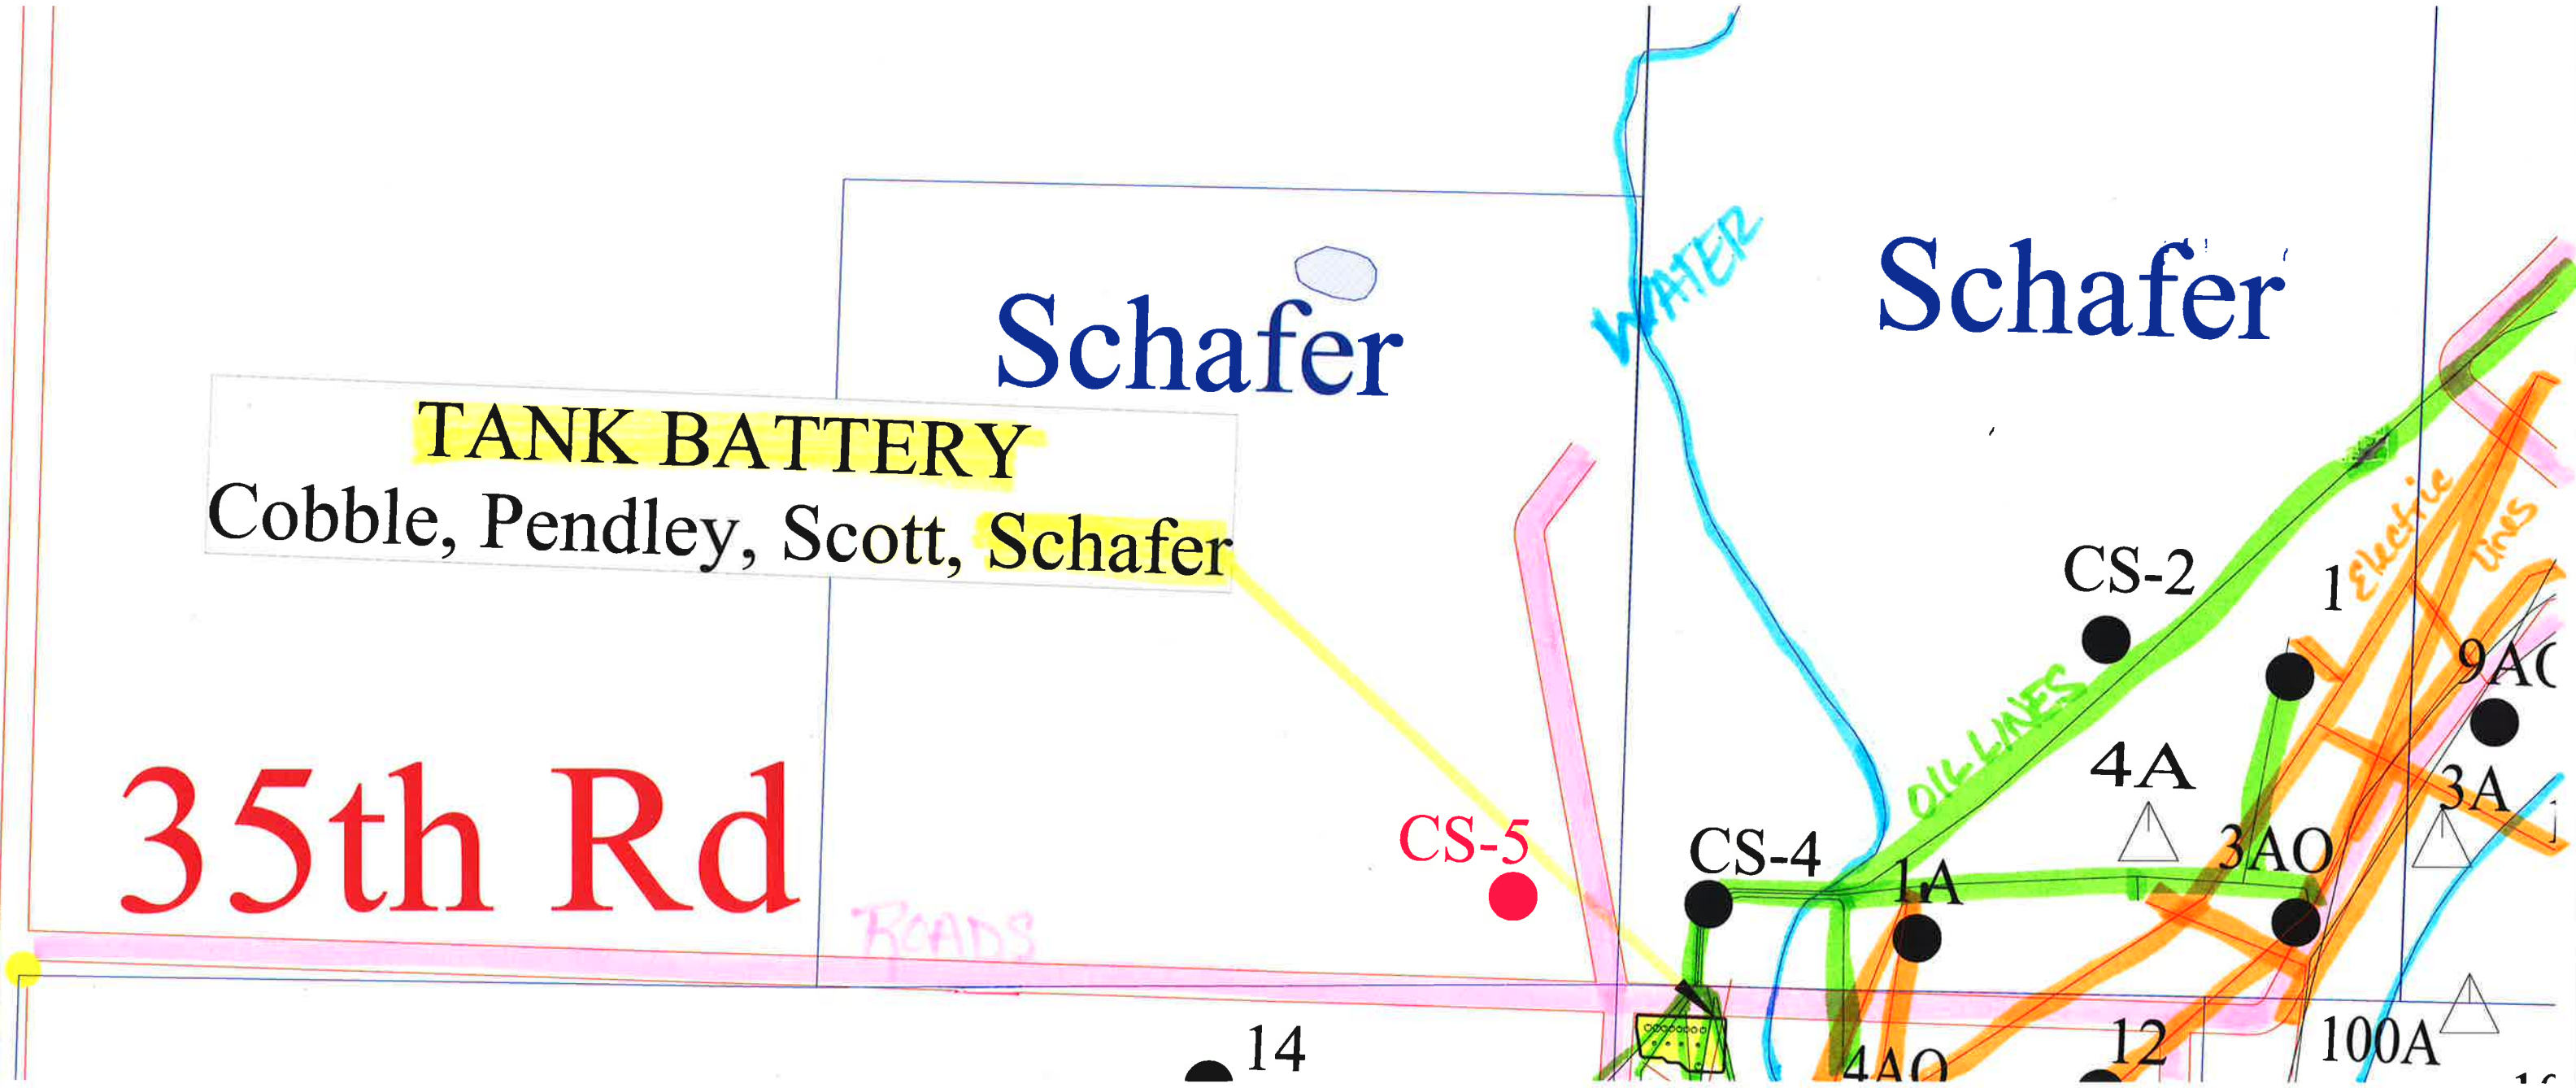 WATER
Schafer
Schafer
TANK BATTERY
Cobble, Pendley, Scott, Schafer
Electric
Lines
CS-2
1
9AO
OIL LINES
35th Rd
4A
3A
CS-5
CS-4
3AO
1A
ROADS
14
4AO
12
100A